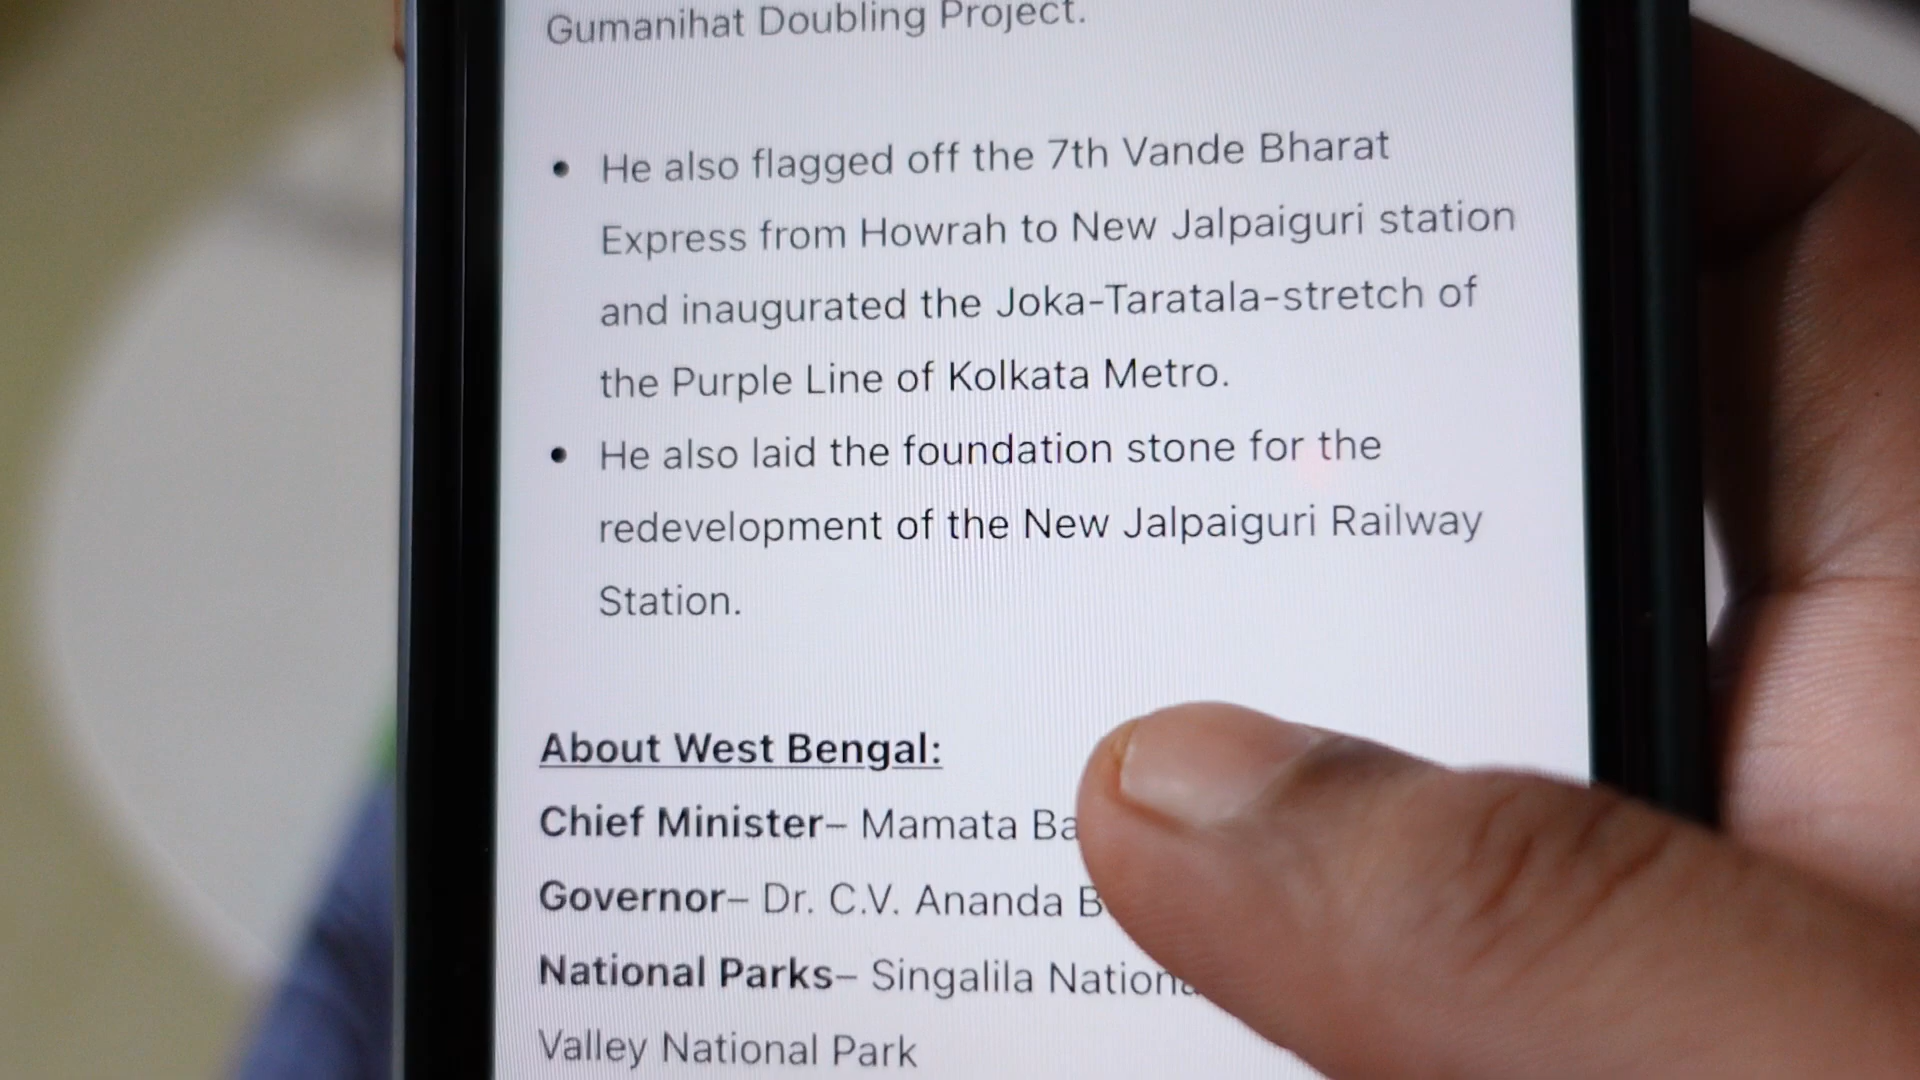 Gumanihat Doubling Project.
• He also flagged off the 7th Vande Bharat
Express from Howrah to New Jalpaiguri station
and inaugurated the Joka-Taratala-stretch of
the Purple Line of Kolkata Metro.
• He also laid the foundation stone for the
redevelopment of the New Jalpaiguri Railway
Station.
About West Bengal:
Chief Minister– Mamata
Governor– Dr. C.V. Ananda
National Parks– Singalila
Valley National Park